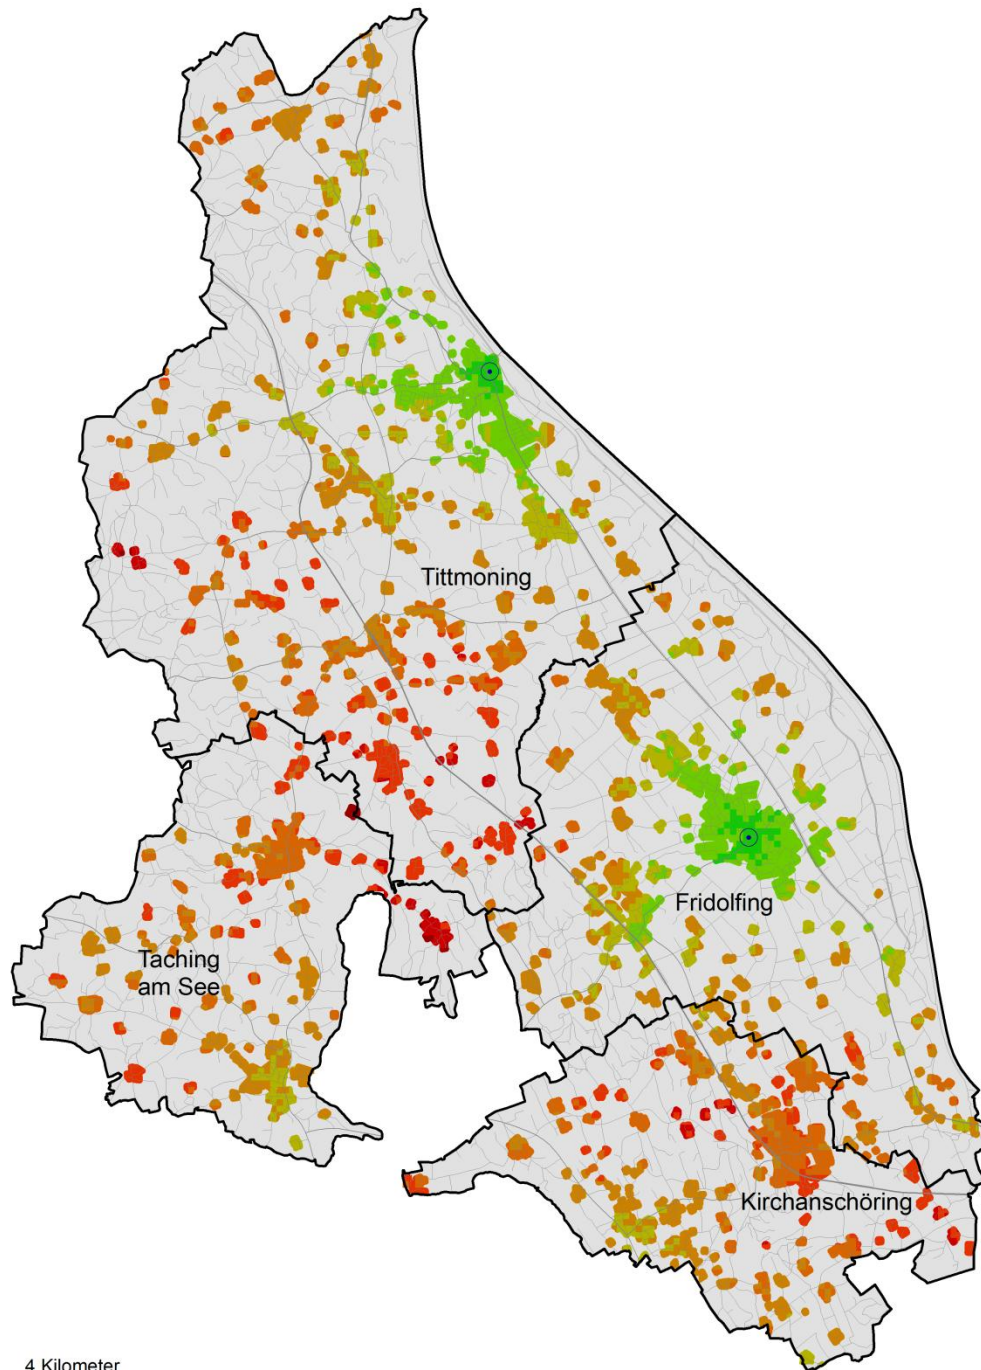 Tittmoning
Fridolfing
Taching
am See
Kirchanschöring
4 Kilometer